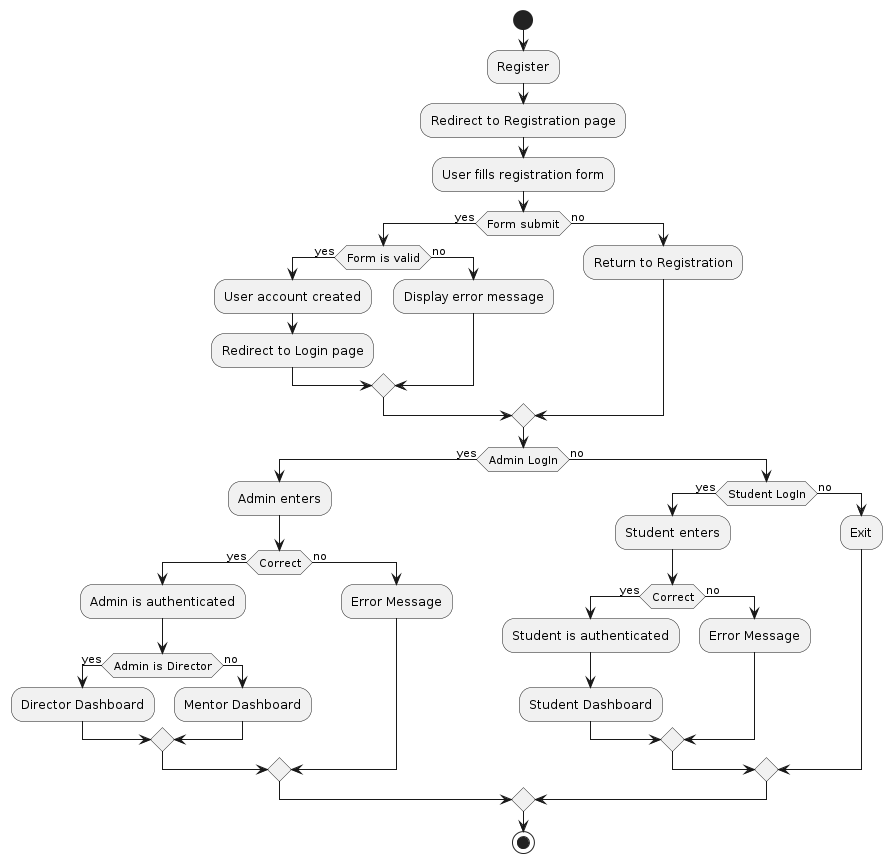 Register
Redirect to Registration page
User fills registration form
yes
Form submit
no
yes
Form is valid
no
Return to Registration
User account created
Display error message
Redirect to Login page
yes
Admin LogIn
no
Admin enters
yes
Student LogIn
no
Student enters
Exit
yes
Correct
no
Admin is authenticated
Error Message
yes
Correct
no
Student is authenticated
Error Message
yes
Admin is Director
no
Director Dashboard
Mentor Dashboard
Student Dashboard